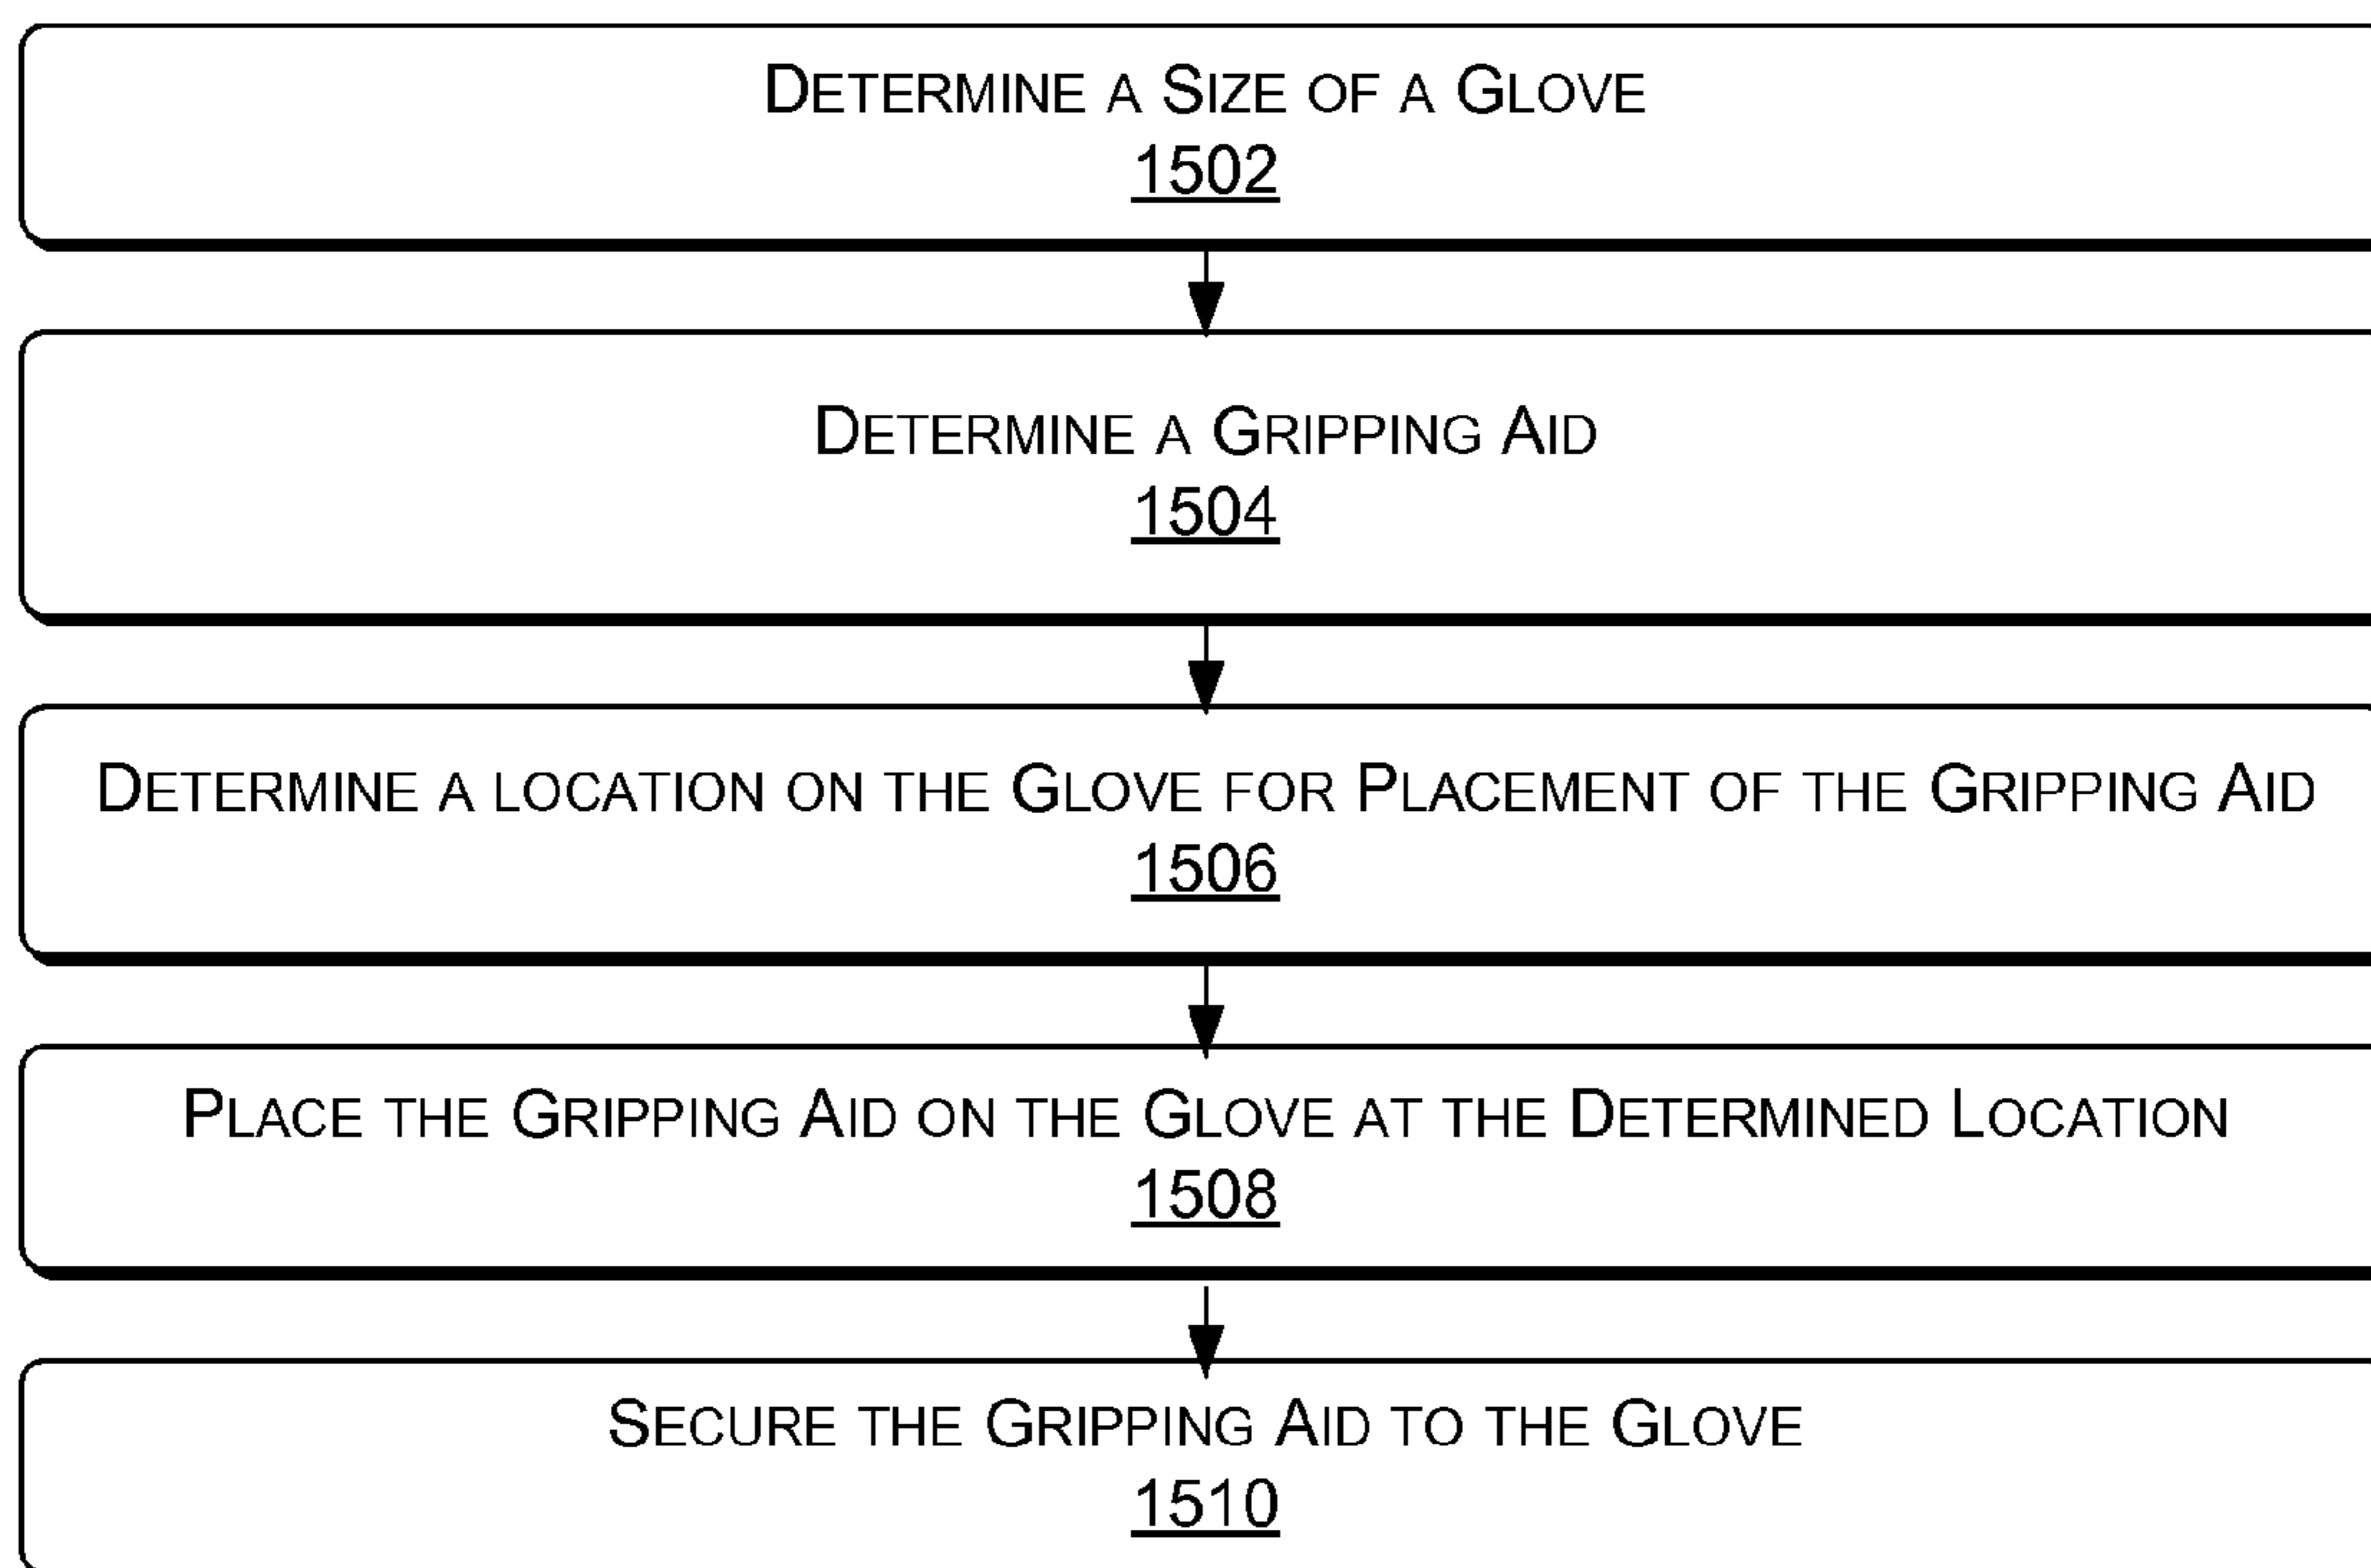 DETERMINE A SIZE OF A GLOVE
1502
DETERMINE A GRIPPING AID
1504
DETERMINE A LOCATION ON THE GLOVE FOR PLACEMENT OF THE GRIPPING AID
1506
PLACE THE GRIPPING AID ON THE GLOVE AT THE DETERMINED LOCATION
1508
SECURE THE GRIPPING AID TO THE GLOVE
1510